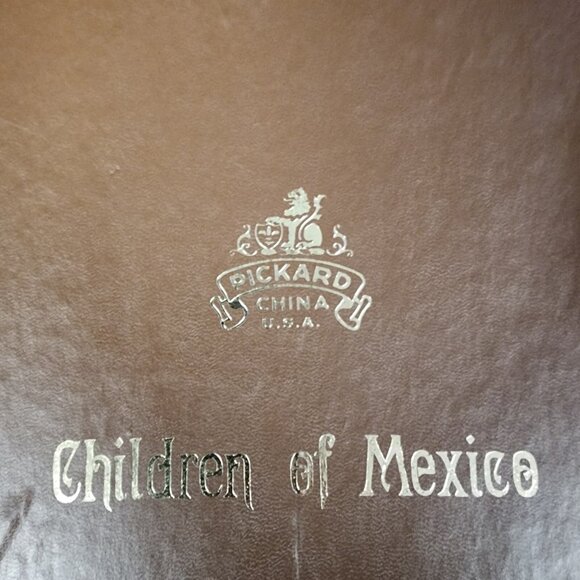 PICKARD
CHINA
U.S.A.
Children of Mexico